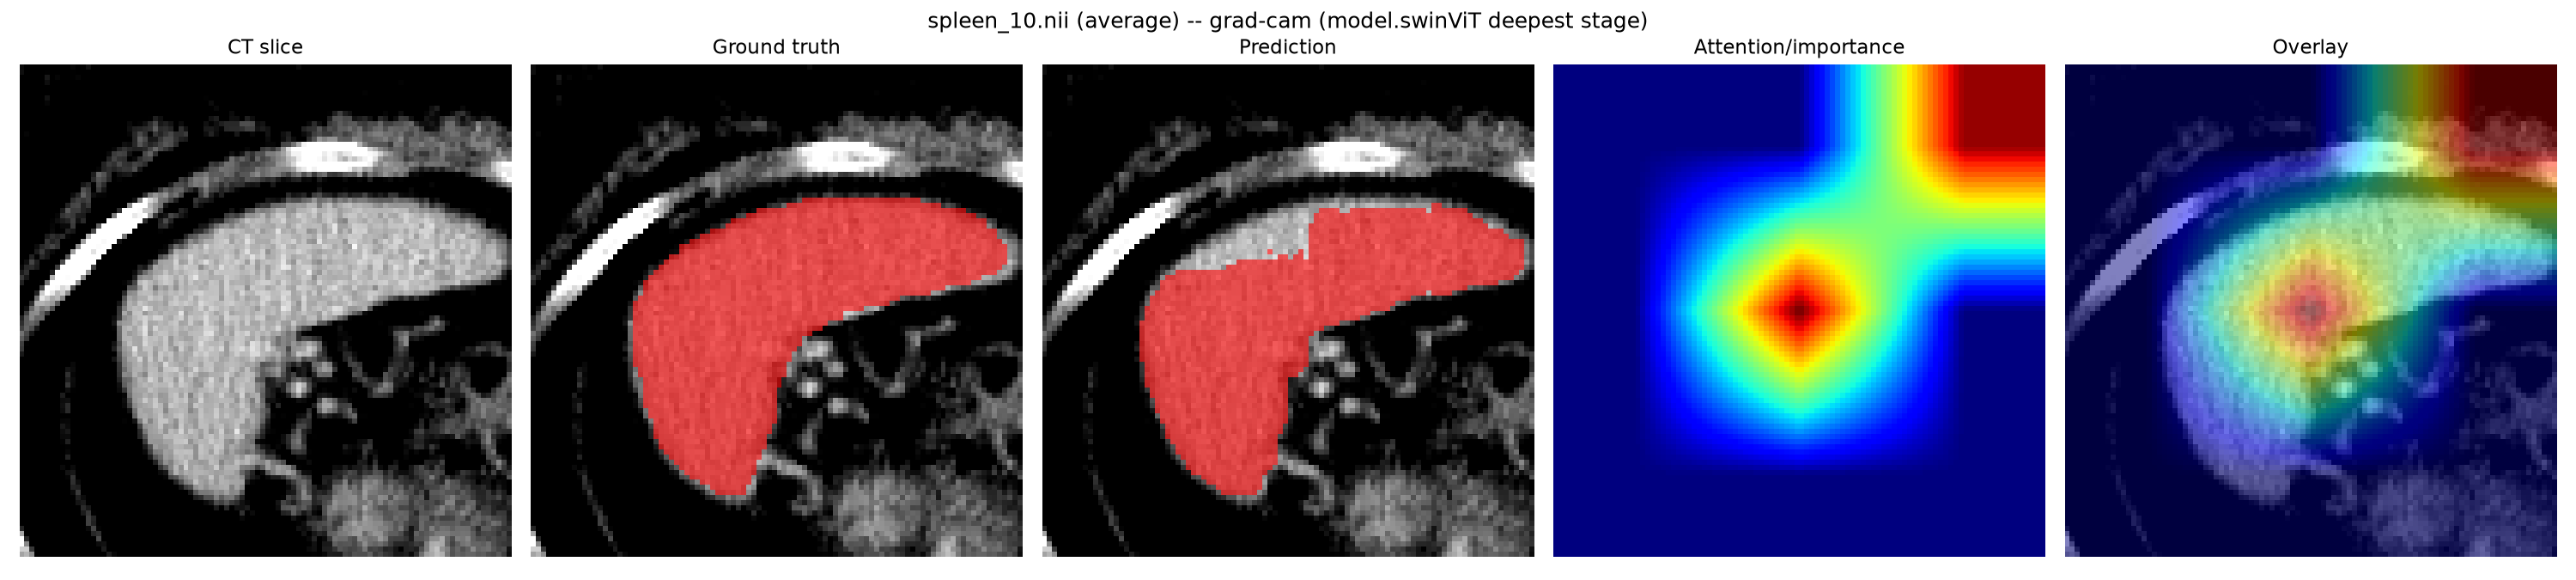 spleen_10.nii (average) -- grad-cam (model.swinViT deepest stage)
CT slice
Ground truth
Prediction
Attention/importance
Overlay